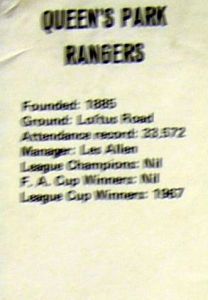 QUEEN'S PARK
RANGERS
Founded: 1885
Ground: Loftus Road
Attendance record: 33,572
Manager: Les Allen
League Champions: Nil
F. A. Cup Winners: Nil
League Cup Winners: 1967